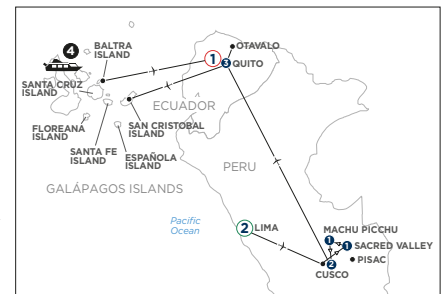 4
BALTRA
ISLAND
1
OTAVALO
3
QUITO
SANTA CRUZ
ISLAND
ECUADOR
SAN CRISTOBAL
ISLAND
FLOREANA
ISLAND
SANTA FE
ISLAND
ESPAÑOLA
ISLAND
PERU
GALÁPAGOS ISLANDS
Pacific
Ocean
2
LIMA
MACHU PICCHU
1
1
SACRED VALLEY
2
PISAC
CUSCO